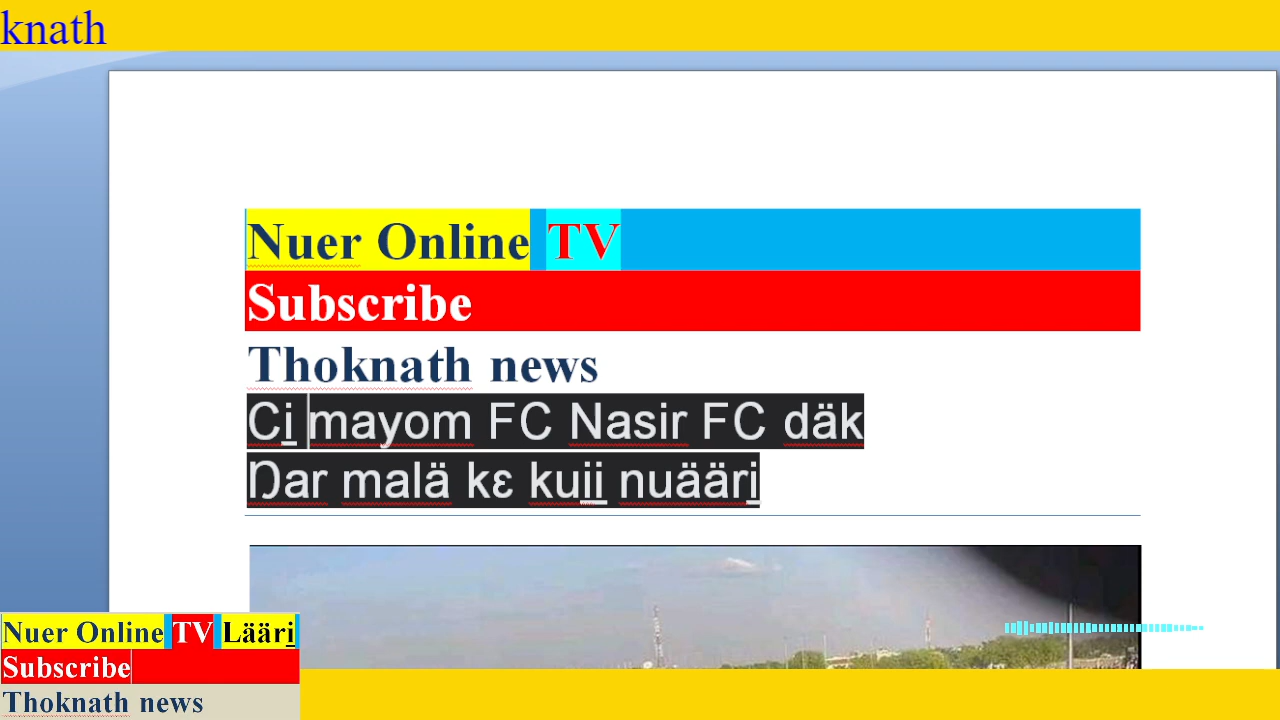 knath
Nuer Online TV
Subscribe
Thoknath news
Ci̱ mayom FC Nasir FC däk
Ŋar malä kɛ kui̱i̱ nuääri̱
Nuer Online TV Lääri̱
Subscribe
Thoknath news